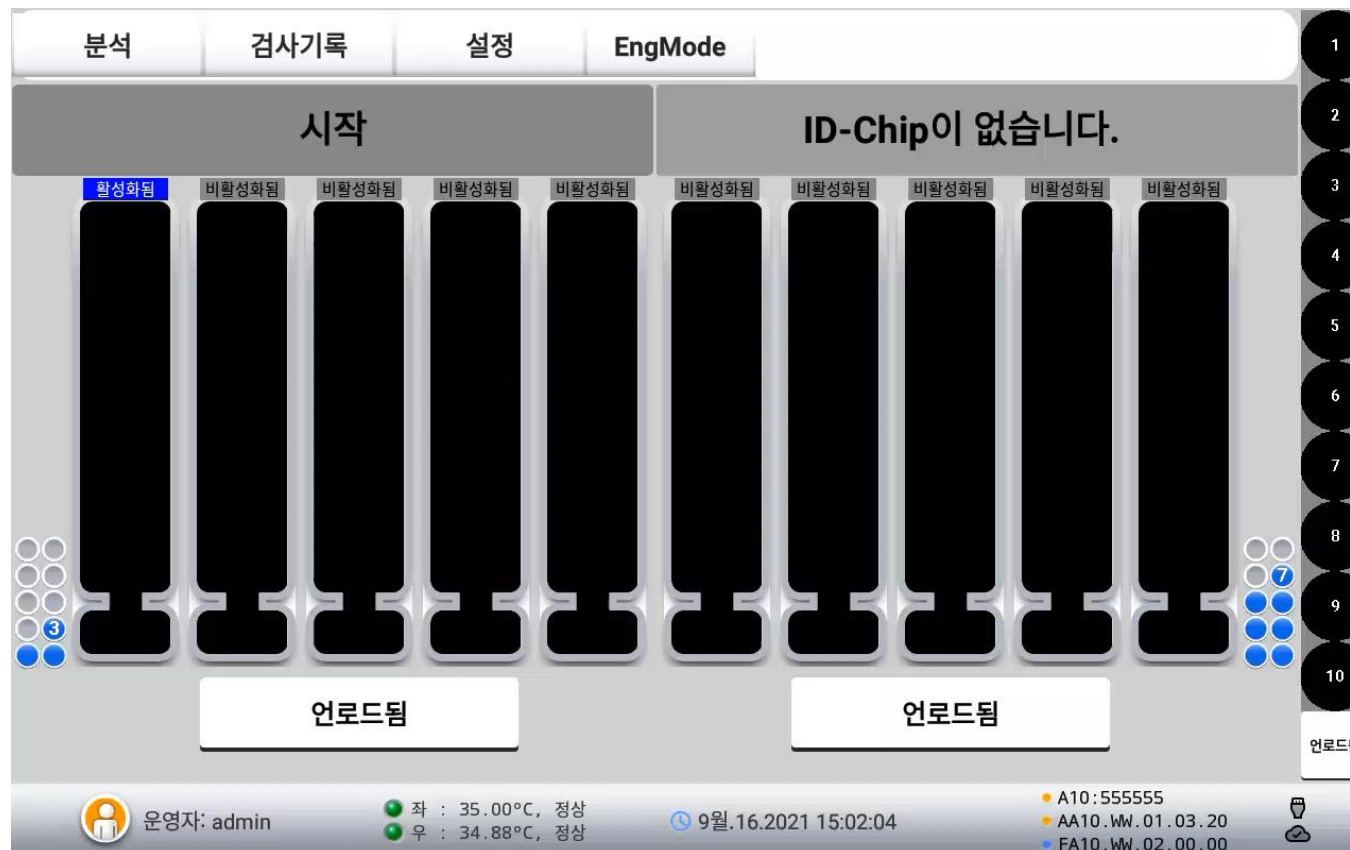 분석 검사기록 설정 EngMode
시작 ID-Chip이 없습니다.
활성화됨 비활성화됨 비활성화됨 비활성화됨 비활성화됨 비활성화됨 비활성화됨 비활성화됨 비활성화됨 비활성화됨
3
7
언로드됨 언로드됨
운영자: admin
좌 : 35.00°C, 정상
우 : 34.88°C, 정상
9월.16.2021 15:02:04
A10:555555
AA10.WW.01.03.20
FA10.WW.02.00.00
1
2
3
4
5
6
7
8
9
10
언로드